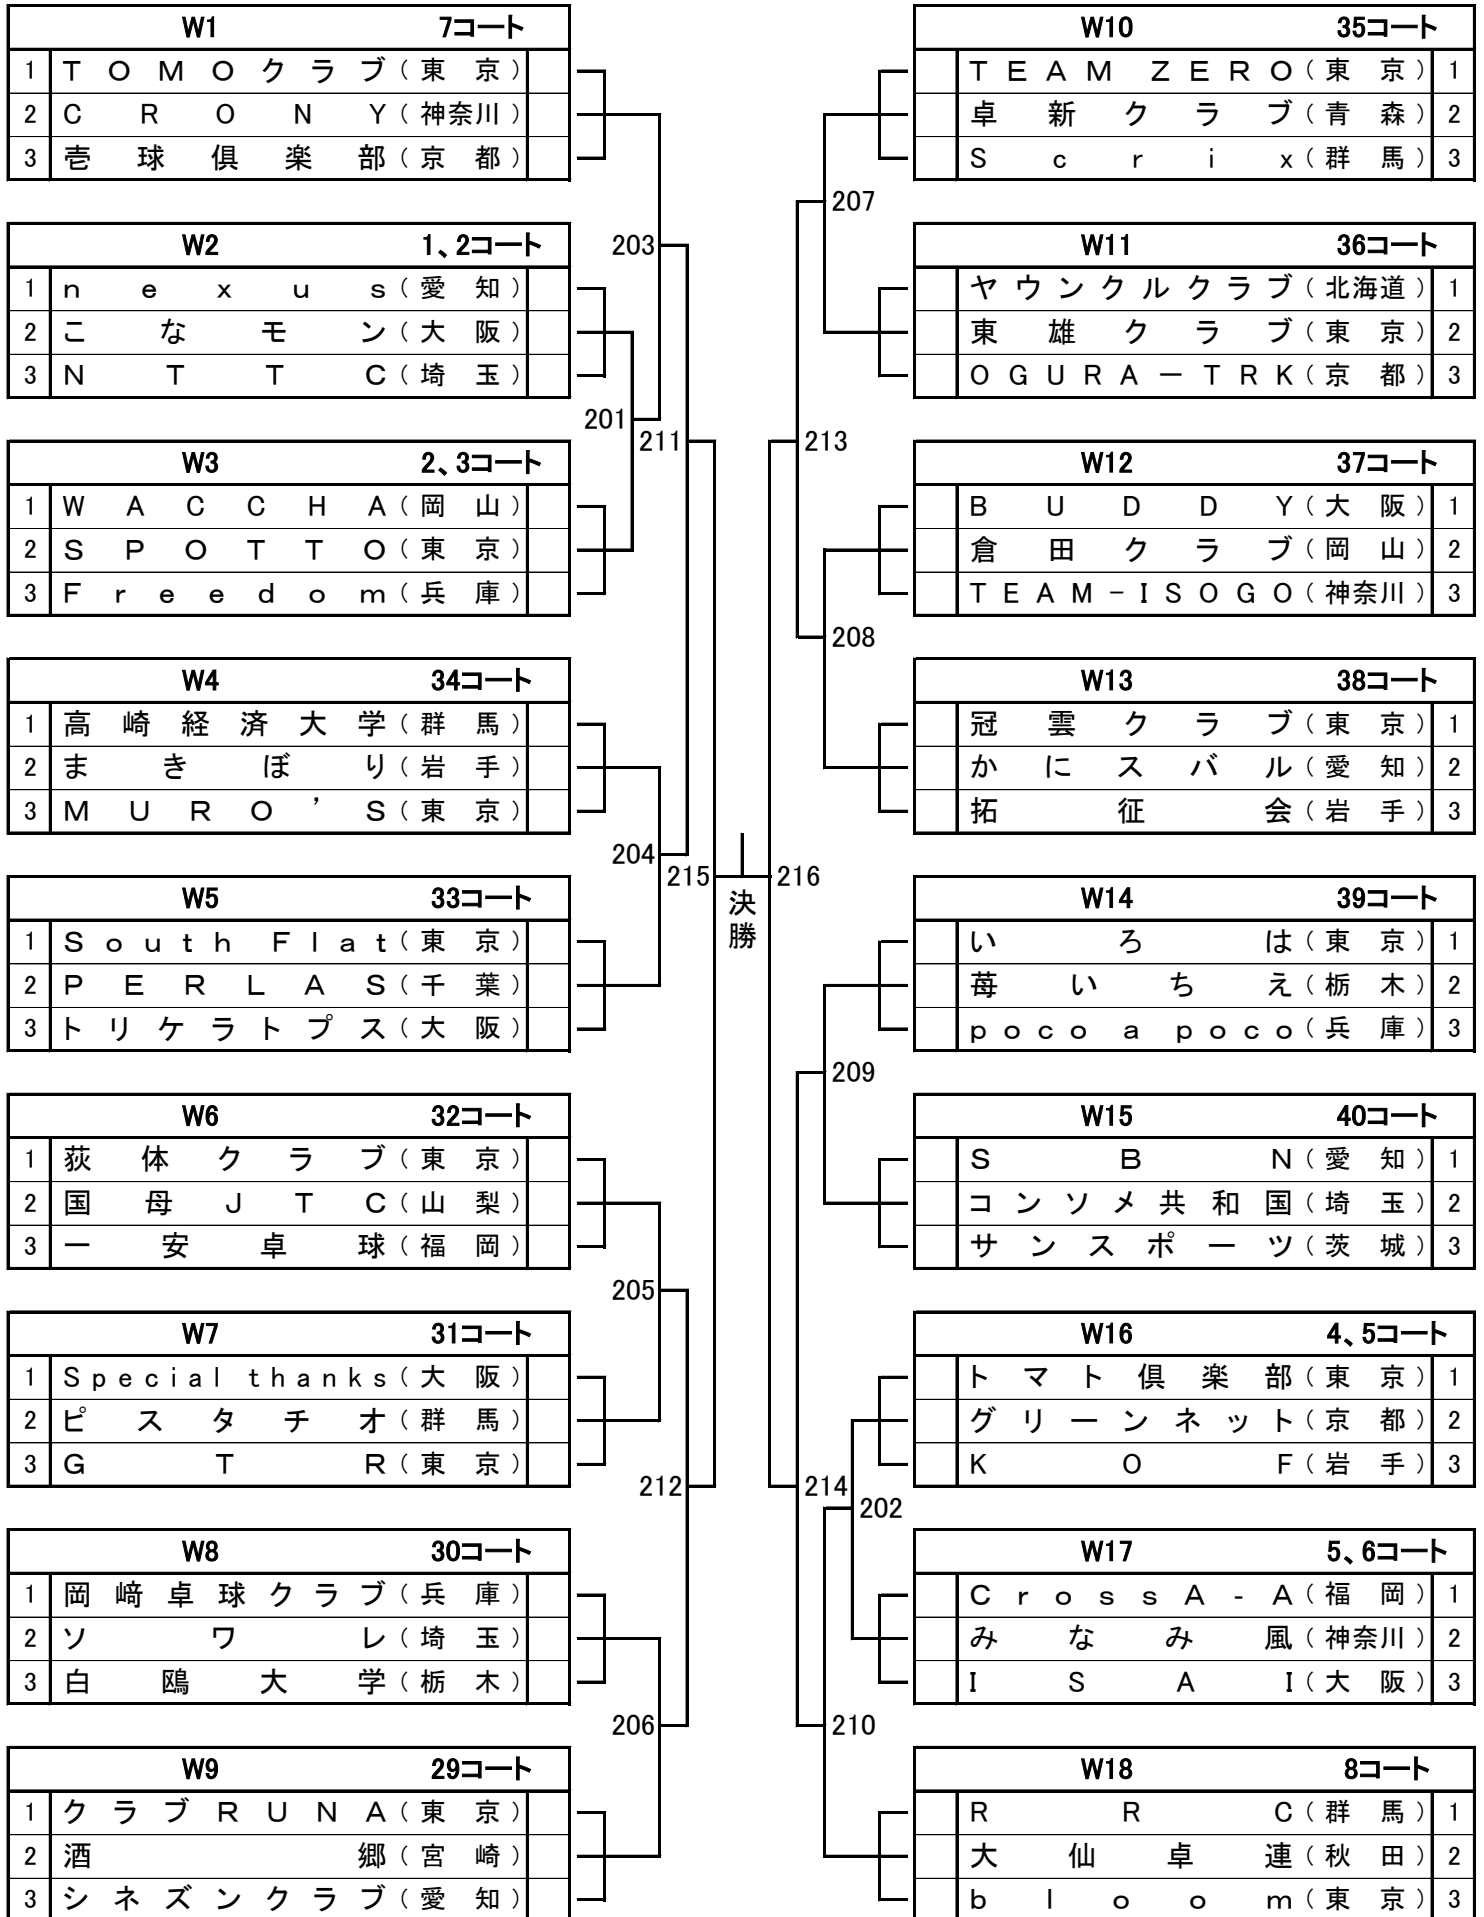 W1 7コート
1 TOMOクラブ(東京)
2 CRONY(神奈川)
3 壱球倶楽部(京都)
W2 1、2コート
1 nexus(愛知)
2 こなモン(大阪)
3 NTTC(埼玉)
W3 2、3コート
1 WACCHA(岡山)
2 SPOTTO(東京)
3 Freedom(兵庫)
W4 34コート
1 高崎経済大学(群馬)
2 まきぼり(岩手)
3 MURO’S(東京)
W5 33コート
1 South Flat(東京)
2 PERLAS(千葉)
3 トリケラトプス(大阪)
W6 32コート
1 荻体クラブ(東京)
2 国母JTC(山梨)
3 一安卓球(福岡)
W7 31コート
1 Special thanks(大阪)
2 ピスタチオ(群馬)
3 GTR(東京)
W8 30コート
1 岡﨑卓球クラブ(兵庫)
2 ソワレ(埼玉)
3 白鴎大学(栃木)
W9 29コート
1 クラブRUNA(東京)
2 酒郷(宮崎)
3 シネズンクラブ(愛知)
203
201
211
204
215
205
212
206
決勝
207
213
208
216
209
214
202
210
W10 35コート
TEAM ZERO(東京) 1
卓新クラブ(青森) 2
Scrix(群馬) 3
W11 36コート
ヤウンクルクラブ(北海道) 1
東雄クラブ(東京) 2
OGURA－TRK(京都) 3
W12 37コート
BUDDY(大阪) 1
倉田クラブ(岡山) 2
TEAM-ISOGO(神奈川) 3
W13 38コート
冠雲クラブ(東京) 1
かにスバル(愛知) 2
拓征会(岩手) 3
W14 39コート
いろは(東京) 1
苺いちえ(栃木) 2
poco a poco(兵庫) 3
W15 40コート
SBN(愛知) 1
コンソメ共和国(埼玉) 2
サンスポーツ(茨城) 3
W16 4、5コート
トマト倶楽部(東京) 1
グリーンネット(京都) 2
KOF(岩手) 3
W17 5、6コート
CrossA-A(福岡) 1
みなみ風(神奈川) 2
ISAI(大阪) 3
W18 8コート
RRC(群馬) 1
大仙卓連(秋田) 2
bloom(東京) 3